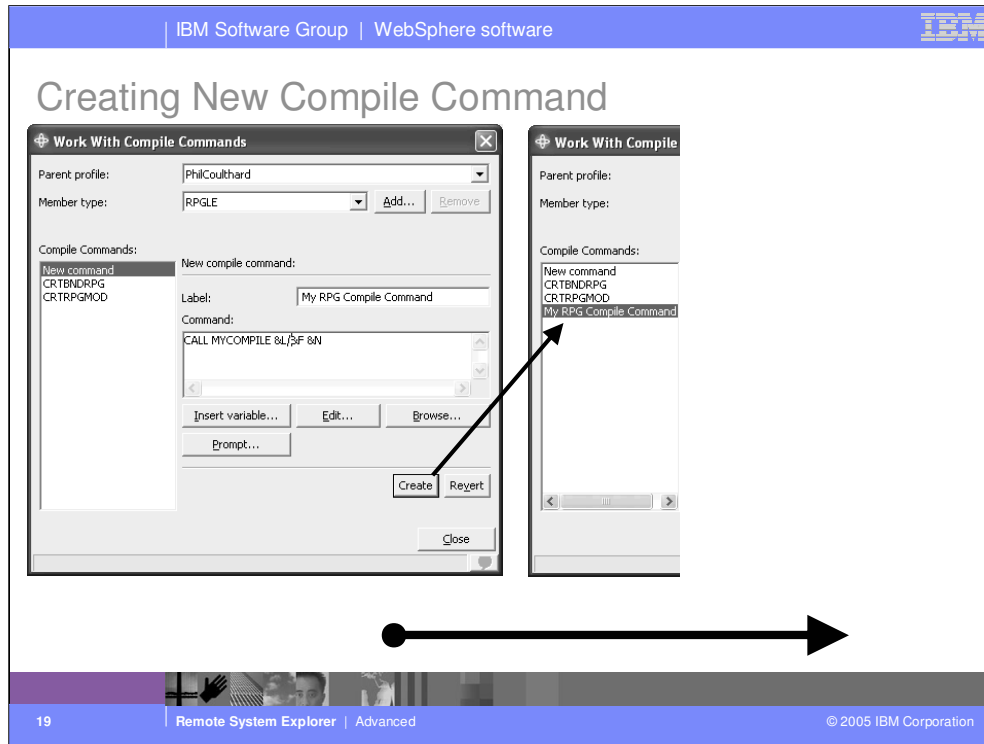 IBM Software Group | WebSphere software
IBM
Creating New Compile Command
Work With Compile Commands
Parent profile:
PhilCoulthard
Member type:
RPGLE
Add...
Remove
Compile Commands:
New command
CRTBNDRPG
CRTRPGMOD
New compile command:
Label:
My RPG Compile Command
Command:
CALL MYCOMPILE &L/&F &N
Insert variable...
Edit...
Browse...
Prompt...
Create
Revert
Close
Work With Compile
Parent profile:
Member type:
Compile Commands:
New command
CRTBNDRPG
CRTRPGMOD
My RPG Compile Command
19
Remote System Explorer | Advanced
© 2005 IBM Corporation